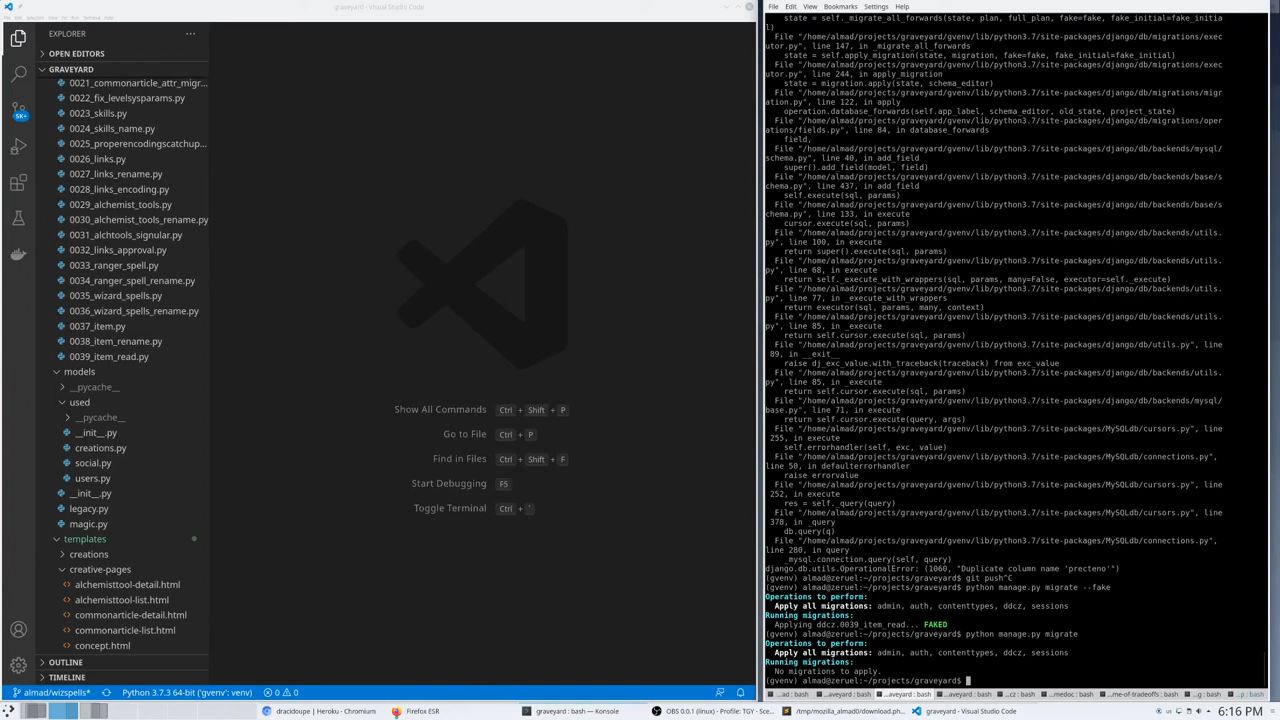 graveyard - Visual Studio Code
EXPLORER
OPEN EDITORS
GRAVEYARD
0021_commonarticle_attr_migr...
0022_fix_levelsysparams.py
0023_skills.py
0024_skills_name.py
0025_properencodingscatchup...
0026_links.py
0027_links_rename.py
0028_links_encoding.py
0029_alchemist_tools.py
0030_alchemist_tools_rename.py
0031_alchtools_signular.py
0032_links_approval.py
0033_ranger_spell.py
0034_ranger_spell_rename.py
0035_wizard_spells.py
0036_wizard_spells_rename.py
0037_item.py
0038_item_rename.py
0039_item_read.py
models
__pycache__
used
__pycache__
__init__.py
creations.py
social.py
users.py
__init__.py
legacy.py
magic.py
templates
creations
creative-pages
alchemisttool-detail.html
alchemisttool-list.html
commonarticle-detail.html
commonarticle-list.html
concept.html
OUTLINE
TIMELINE
5K+
Show All Commands Ctrl + Shift + P
Go to File Ctrl + P
Find in Files Ctrl + Shift + F
Start Debugging F5
Toggle Terminal Ctrl + `
almad/wizspells* Python 3.7.3 64-bit ('gvenv': venv) 0 0
File Edit View Bookmarks Settings Help
state = self._migrate_all_forwards(state, plan, full_plan, fake=fake, fake_initial=fake_initia
l)
File "/home/almad/projects/graveyard/gvenv/lib/python3.7/site-packages/django/db/migrations/exec
utor.py", line 147, in _migrate_all_forwards
state = self.apply_migration(state, migration, fake=fake, fake_initial=fake_initial)
File "/home/almad/projects/graveyard/gvenv/lib/python3.7/site-packages/django/db/migrations/exec
utor.py", line 244, in apply_migration
state = migration.apply(state, schema_editor)
File "/home/almad/projects/graveyard/gvenv/lib/python3.7/site-packages/django/db/migrations/migr
ation.py", line 122, in apply
operation.database_forwards(self.app_label, schema_editor, old_state, project_state)
File "/home/almad/projects/graveyard/gvenv/lib/python3.7/site-packages/django/db/migrations/oper
ations/fields.py", line 84, in database_forwards
field,
File "/home/almad/projects/graveyard/gvenv/lib/python3.7/site-packages/django/db/backends/mysql/
schema.py", line 40, in add_field
super().add_field(model, field)
File "/home/almad/projects/graveyard/gvenv/lib/python3.7/site-packages/django/db/backends/base/s
chema.py", line 437, in add_field
self.execute(sql, params)
File "/home/almad/projects/graveyard/gvenv/lib/python3.7/site-packages/django/db/backends/base/s
chema.py", line 133, in execute
cursor.execute(sql, params)
File "/home/almad/projects/graveyard/gvenv/lib/python3.7/site-packages/django/db/backends/utils.
py", line 100, in execute
return super().execute(sql, params)
File "/home/almad/projects/graveyard/gvenv/lib/python3.7/site-packages/django/db/backends/utils.
py", line 68, in execute
return self._execute_with_wrappers(sql, params, many=False, executor=self._execute)
File "/home/almad/projects/graveyard/gvenv/lib/python3.7/site-packages/django/db/backends/utils.
py", line 77, in _execute_with_wrappers
return executor(sql, params, many, context)
File "/home/almad/projects/graveyard/gvenv/lib/python3.7/site-packages/django/db/backends/utils.
py", line 85, in _execute
return self.cursor.execute(sql, params)
File "/home/almad/projects/graveyard/gvenv/lib/python3.7/site-packages/django/db/utils.py", line
89, in __exit__
raise dj_exc_value.with_traceback(traceback) from exc_value
File "/home/almad/projects/graveyard/gvenv/lib/python3.7/site-packages/django/db/backends/utils.
py", line 85, in _execute
return self.cursor.execute(sql, params)
File "/home/almad/projects/graveyard/gvenv/lib/python3.7/site-packages/django/db/backends/mysql/
base.py", line 71, in execute
return self.cursor.execute(query, args)
File "/home/almad/projects/graveyard/gvenv/lib/python3.7/site-packages/MySQLdb/cursors.py", line
255, in execute
self.errorhandler(self, exc, value)
File "/home/almad/projects/graveyard/gvenv/lib/python3.7/site-packages/MySQLdb/connections.py",
line 50, in defaulterrorhandler
raise errorvalue
File "/home/almad/projects/graveyard/gvenv/lib/python3.7/site-packages/MySQLdb/cursors.py", line
252, in execute
res = self._query(query)
File "/home/almad/projects/graveyard/gvenv/lib/python3.7/site-packages/MySQLdb/cursors.py", line
378, in _query
db.query(q)
File "/home/almad/projects/graveyard/gvenv/lib/python3.7/site-packages/MySQLdb/connections.py",
line 280, in query
_mysql.connection.query(self, query)
django.db.utils.OperationalError: (1060, "Duplicate column name 'precteno'")
(gvenv) almad@zeruel:~/projects/graveyard$ git push^C
(gvenv) almad@zeruel:~/projects/graveyard$ python manage.py migrate --fake
Operations to perform:
Apply all migrations: admin, auth, contenttypes, ddcz, sessions
Running migrations:
Applying ddcz.0039_item_read... FAKED
(gvenv) almad@zeruel:~/projects/graveyard$ python manage.py migrate
Operations to perform:
Apply all migrations: admin, auth, contenttypes, ddcz, sessions
Running migrations:
No migrations to apply.
(gvenv) almad@zeruel:~/projects/graveyard$
...ad : bash ...aveyard : bash ...aveyard : bash ...aveyard : bash ...cz : bash ...medoc : bash ...me-of-tradeoffs : bash ...g : bash ...p : bash
dracidoupe | Heroku - Chromium Firefox ESR graveyard : bash — Konsole OBS 0.0.1 (linux) - Profile: TGY - Sce... /tmp/mozilla_almad0/download.ph... graveyard - Visual Studio Code 6:16 PM